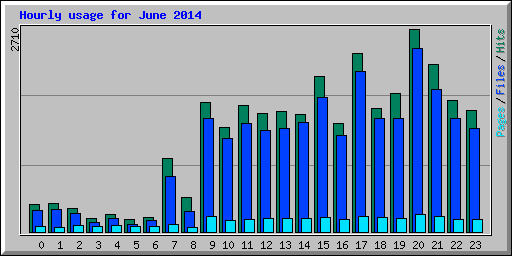 Hourly usage for June 2014
2710
Pages/Files/Hits
0 1 2 3 4 5 6 7 8 9 10 11 12 13 14 15 16 17 18 19 20 21 22 23